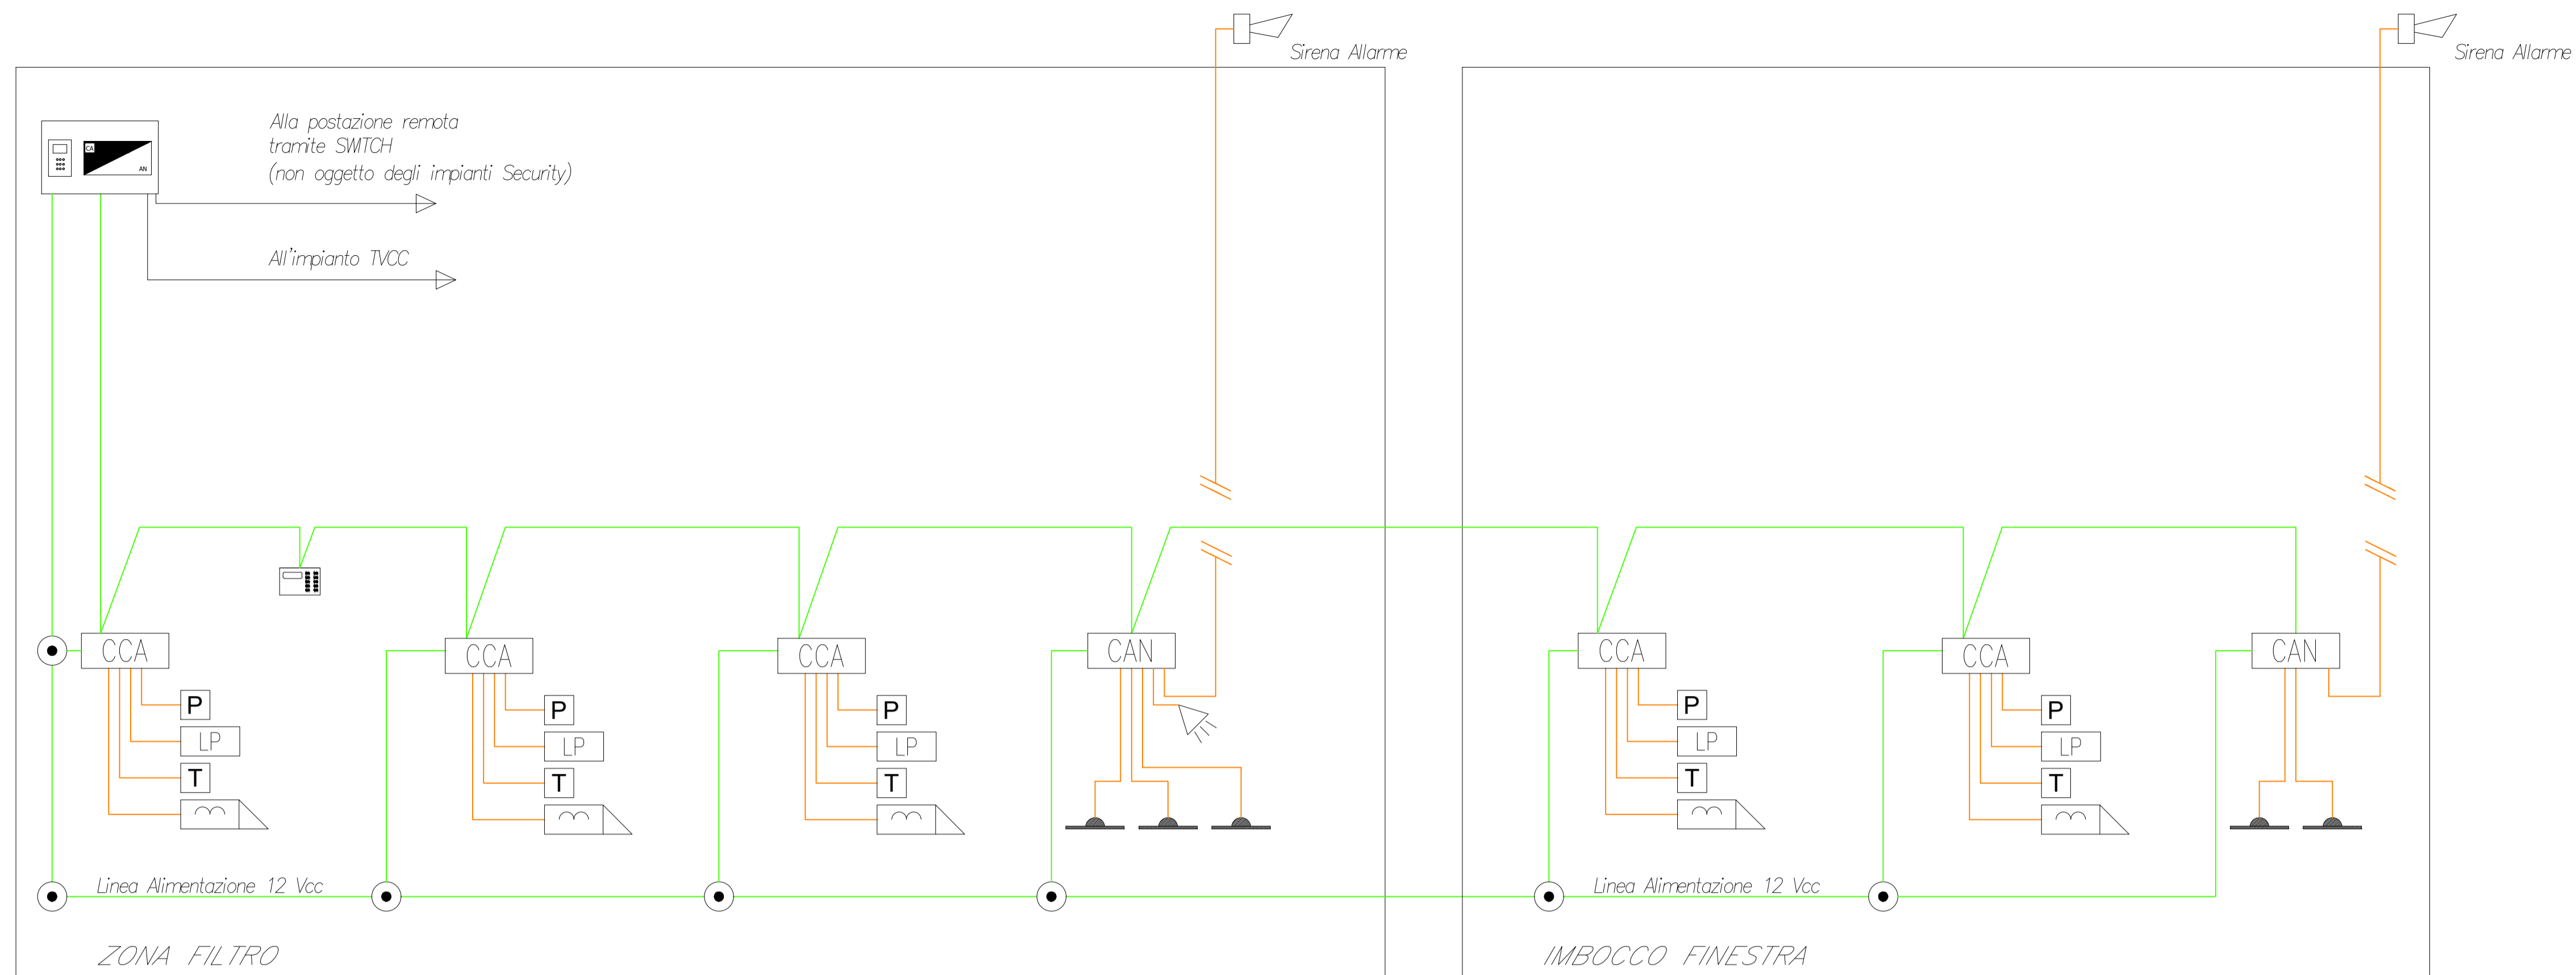 Sirena Allarme
Sirena Allarme
Alla postazione remota
tramite SWITCH
(non oggetto degli impianti Security)
CA
AN
All'impianto TVCC
CCA
CCA
CCA
CAN
CCA
CCA
CAN
P
LP
T
P
LP
T
P
LP
T
P
LP
T
P
LP
T
Linea Alimentazione 12 Vcc
Linea Alimentazione 12 Vcc
ZONA FILTRO
IMBOCCO FINESTRA